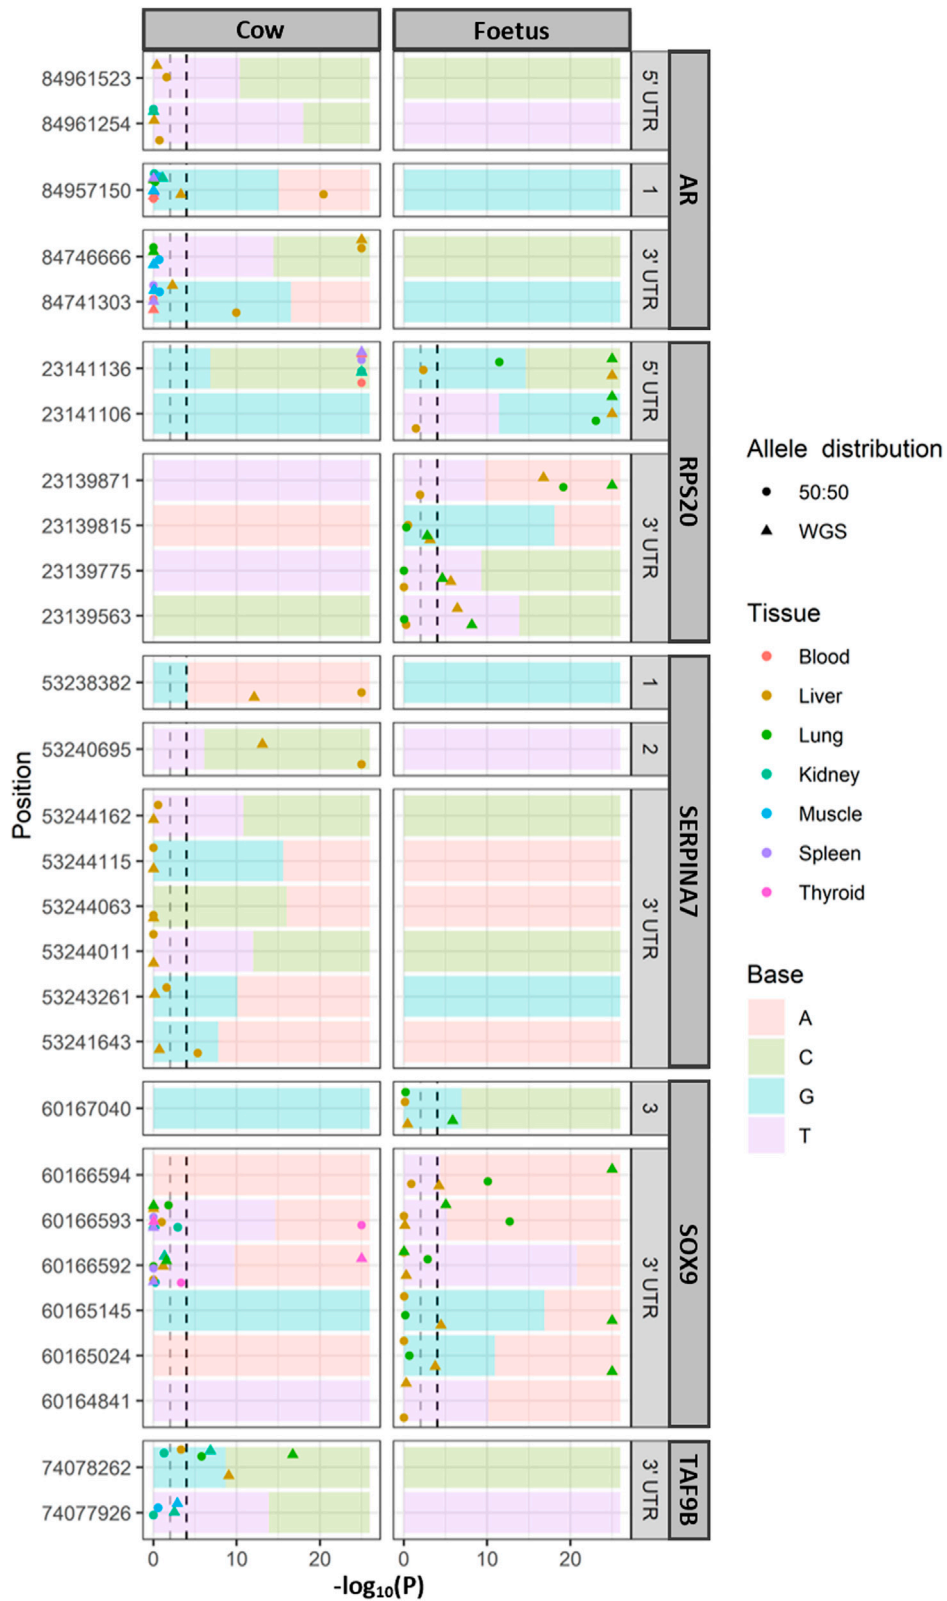 Cow Foetus
84961523
84961254
5' UTR
84957150
1
84746666
84741303
3' UTR
AR
23141136
23141106
5' UTR
23139871
23139815
23139775
23139563
3' UTR
RPS20
53238382
1
53240695
2
53244162
53244115
53244063
53244011
53243261
53241643
3' UTR
SERPINA7
60167040
3
60166594
60166593
60166592
60165145
60165024
60164841
3' UTR
SOX9
74078262
74077926
3' UTR
TAF9B
0 10 20 0 10 20
-log₁₀(P)
Position
Allele distribution
50:50
WGS
Tissue
Blood
Liver
Lung
Kidney
Muscle
Spleen
Thyroid
Base
A
C
G
T